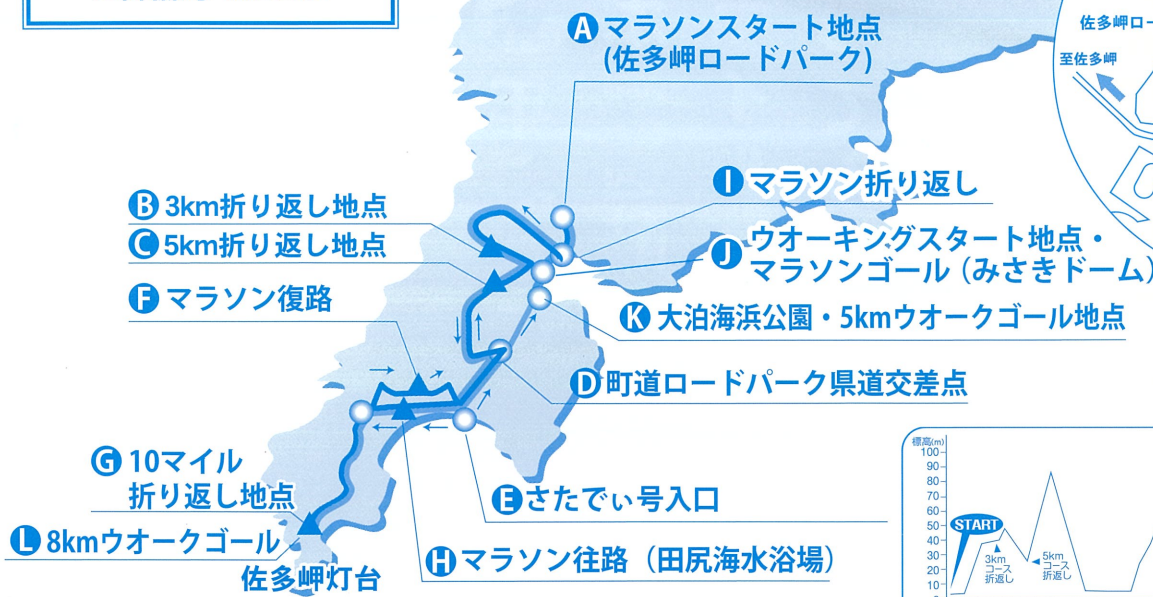 A マラソンスタート地点
(佐多岬ロードパーク)
佐多岬ロー
至佐多岬
I マラソン折り返し
B 3km折り返し地点
C 5km折り返し地点
J ウオーキングスタート地点・
マラソンゴール（みさきドーム）
F マラソン復路
K 大泊海浜公園・5kmウオークゴール地点
D 町道ロードパーク県道交差点
G 10マイル
折り返し地点
E さたでぃ号入口
L 8kmウオークゴール
H マラソン往路（田尻海水浴場）
佐多岬灯台
標高(m)
100
90
80
70
60
50
40
30
20
10
START
3km
コース
折返し
5km
コース
折返し